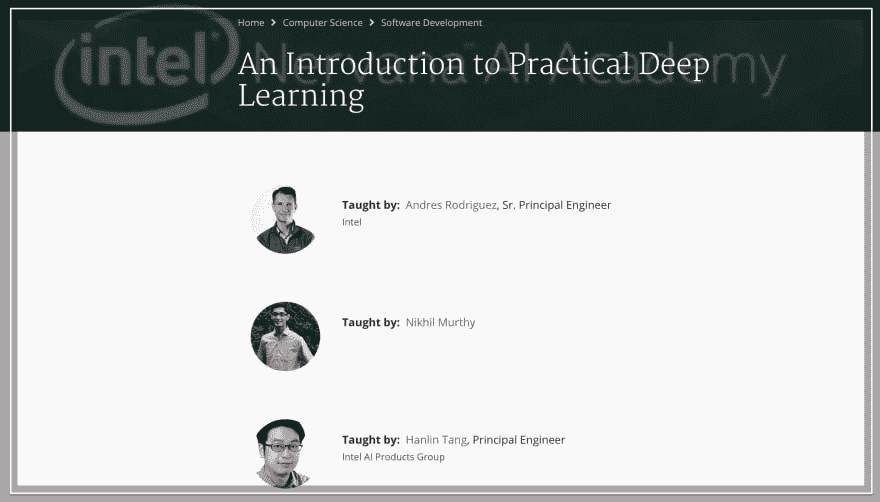 Home > Computer Science > Software Development
intel Nervana™ AI Academy
An Introduction to Practical Deep
Learning
Taught by: Andres Rodriguez, Sr. Principal Engineer
Intel
Taught by: Nikhil Murthy
Taught by: Hanlin Tang, Principal Engineer
Intel AI Products Group